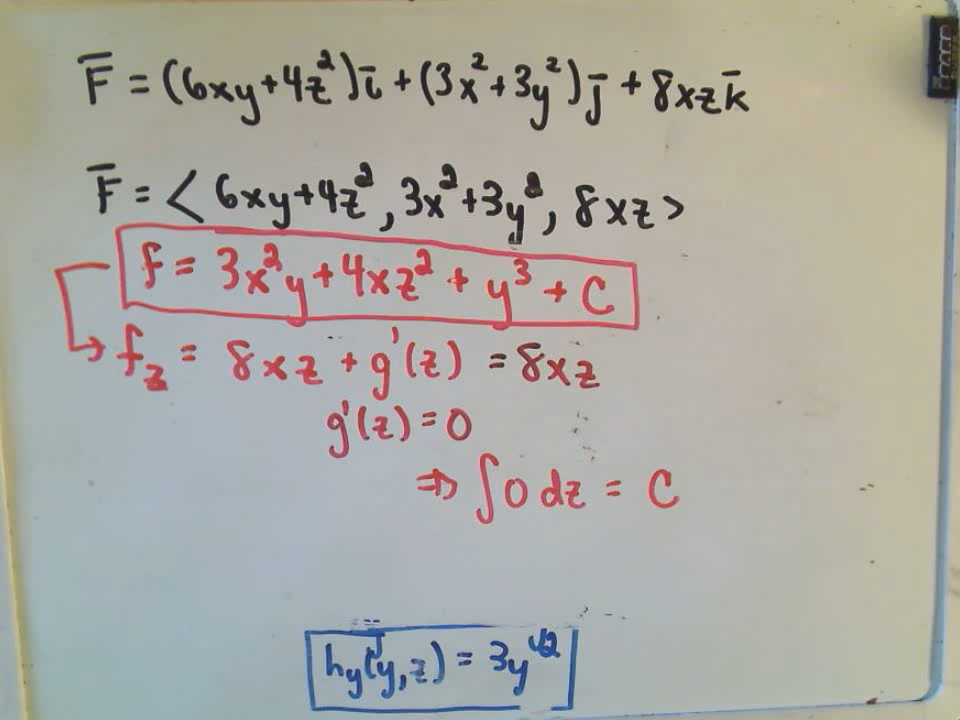 F̅ = (6xy+4z²)i̅ + (3x²+3y²)j̅ + 8xzk̅
F̅ = < 6xy+4z², 3x²+3y², 8xz>
f = 3x²y + 4xz² + y³ + C
f_z = 8xz + g'(z) = 8xz
g'(z) = 0
⇒ ∫0 dz = C
h_y(y,z) = 3y²